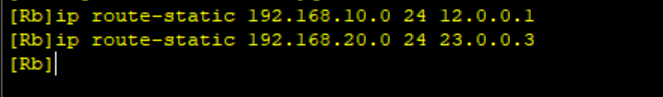 [Rb]ip route-static 192.168.10.0 24 12.0.0.1
[Rb]ip route-static 192.168.20.0 24 23.0.0.3
[Rb]